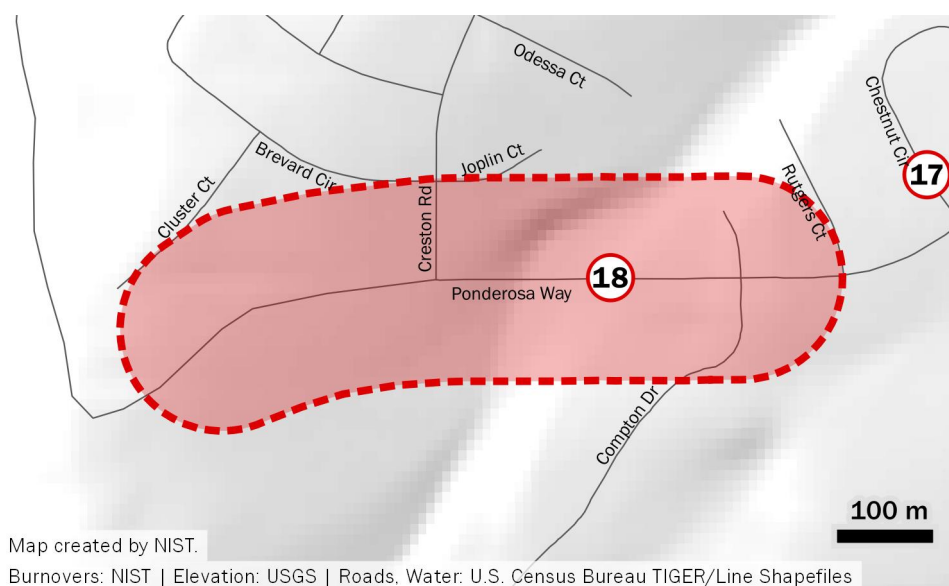 Odessa Ct
Chestnut Cir
17
Brevard Cir
Joplin Ct
Cluster Ct
Rutgers Ct
Creston Rd
18
Ponderosa Way
Compton Dr
100 m
Map created by NIST.
Burnovers: NIST | Elevation: USGS | Roads, Water: U.S. Census Bureau TIGER/Line Shapefiles